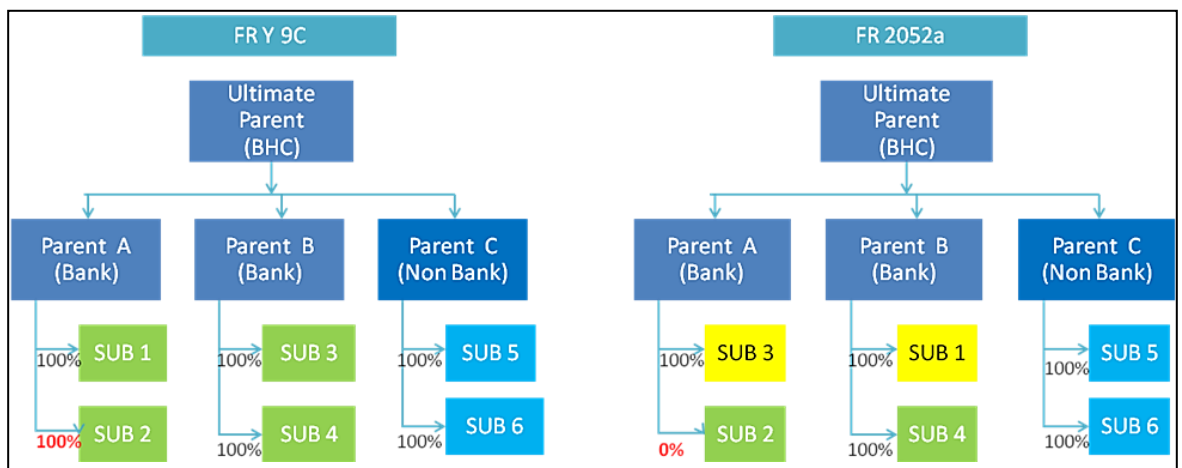 FR Y 9C
Ultimate
Parent
(BHC)
Parent A
(Bank)
Parent B
(Bank)
Parent C
(Non Bank)
100%
SUB 1
100%
SUB 3
100%
SUB 5
100%
SUB 2
100%
SUB 4
100%
SUB 6
FR 2052a
Ultimate
Parent
(BHC)
Parent A
(Bank)
Parent B
(Bank)
Parent C
(Non Bank)
100%
SUB 3
100%
SUB 1
100%
SUB 5
0%
SUB 2
100%
SUB 4
100%
SUB 6